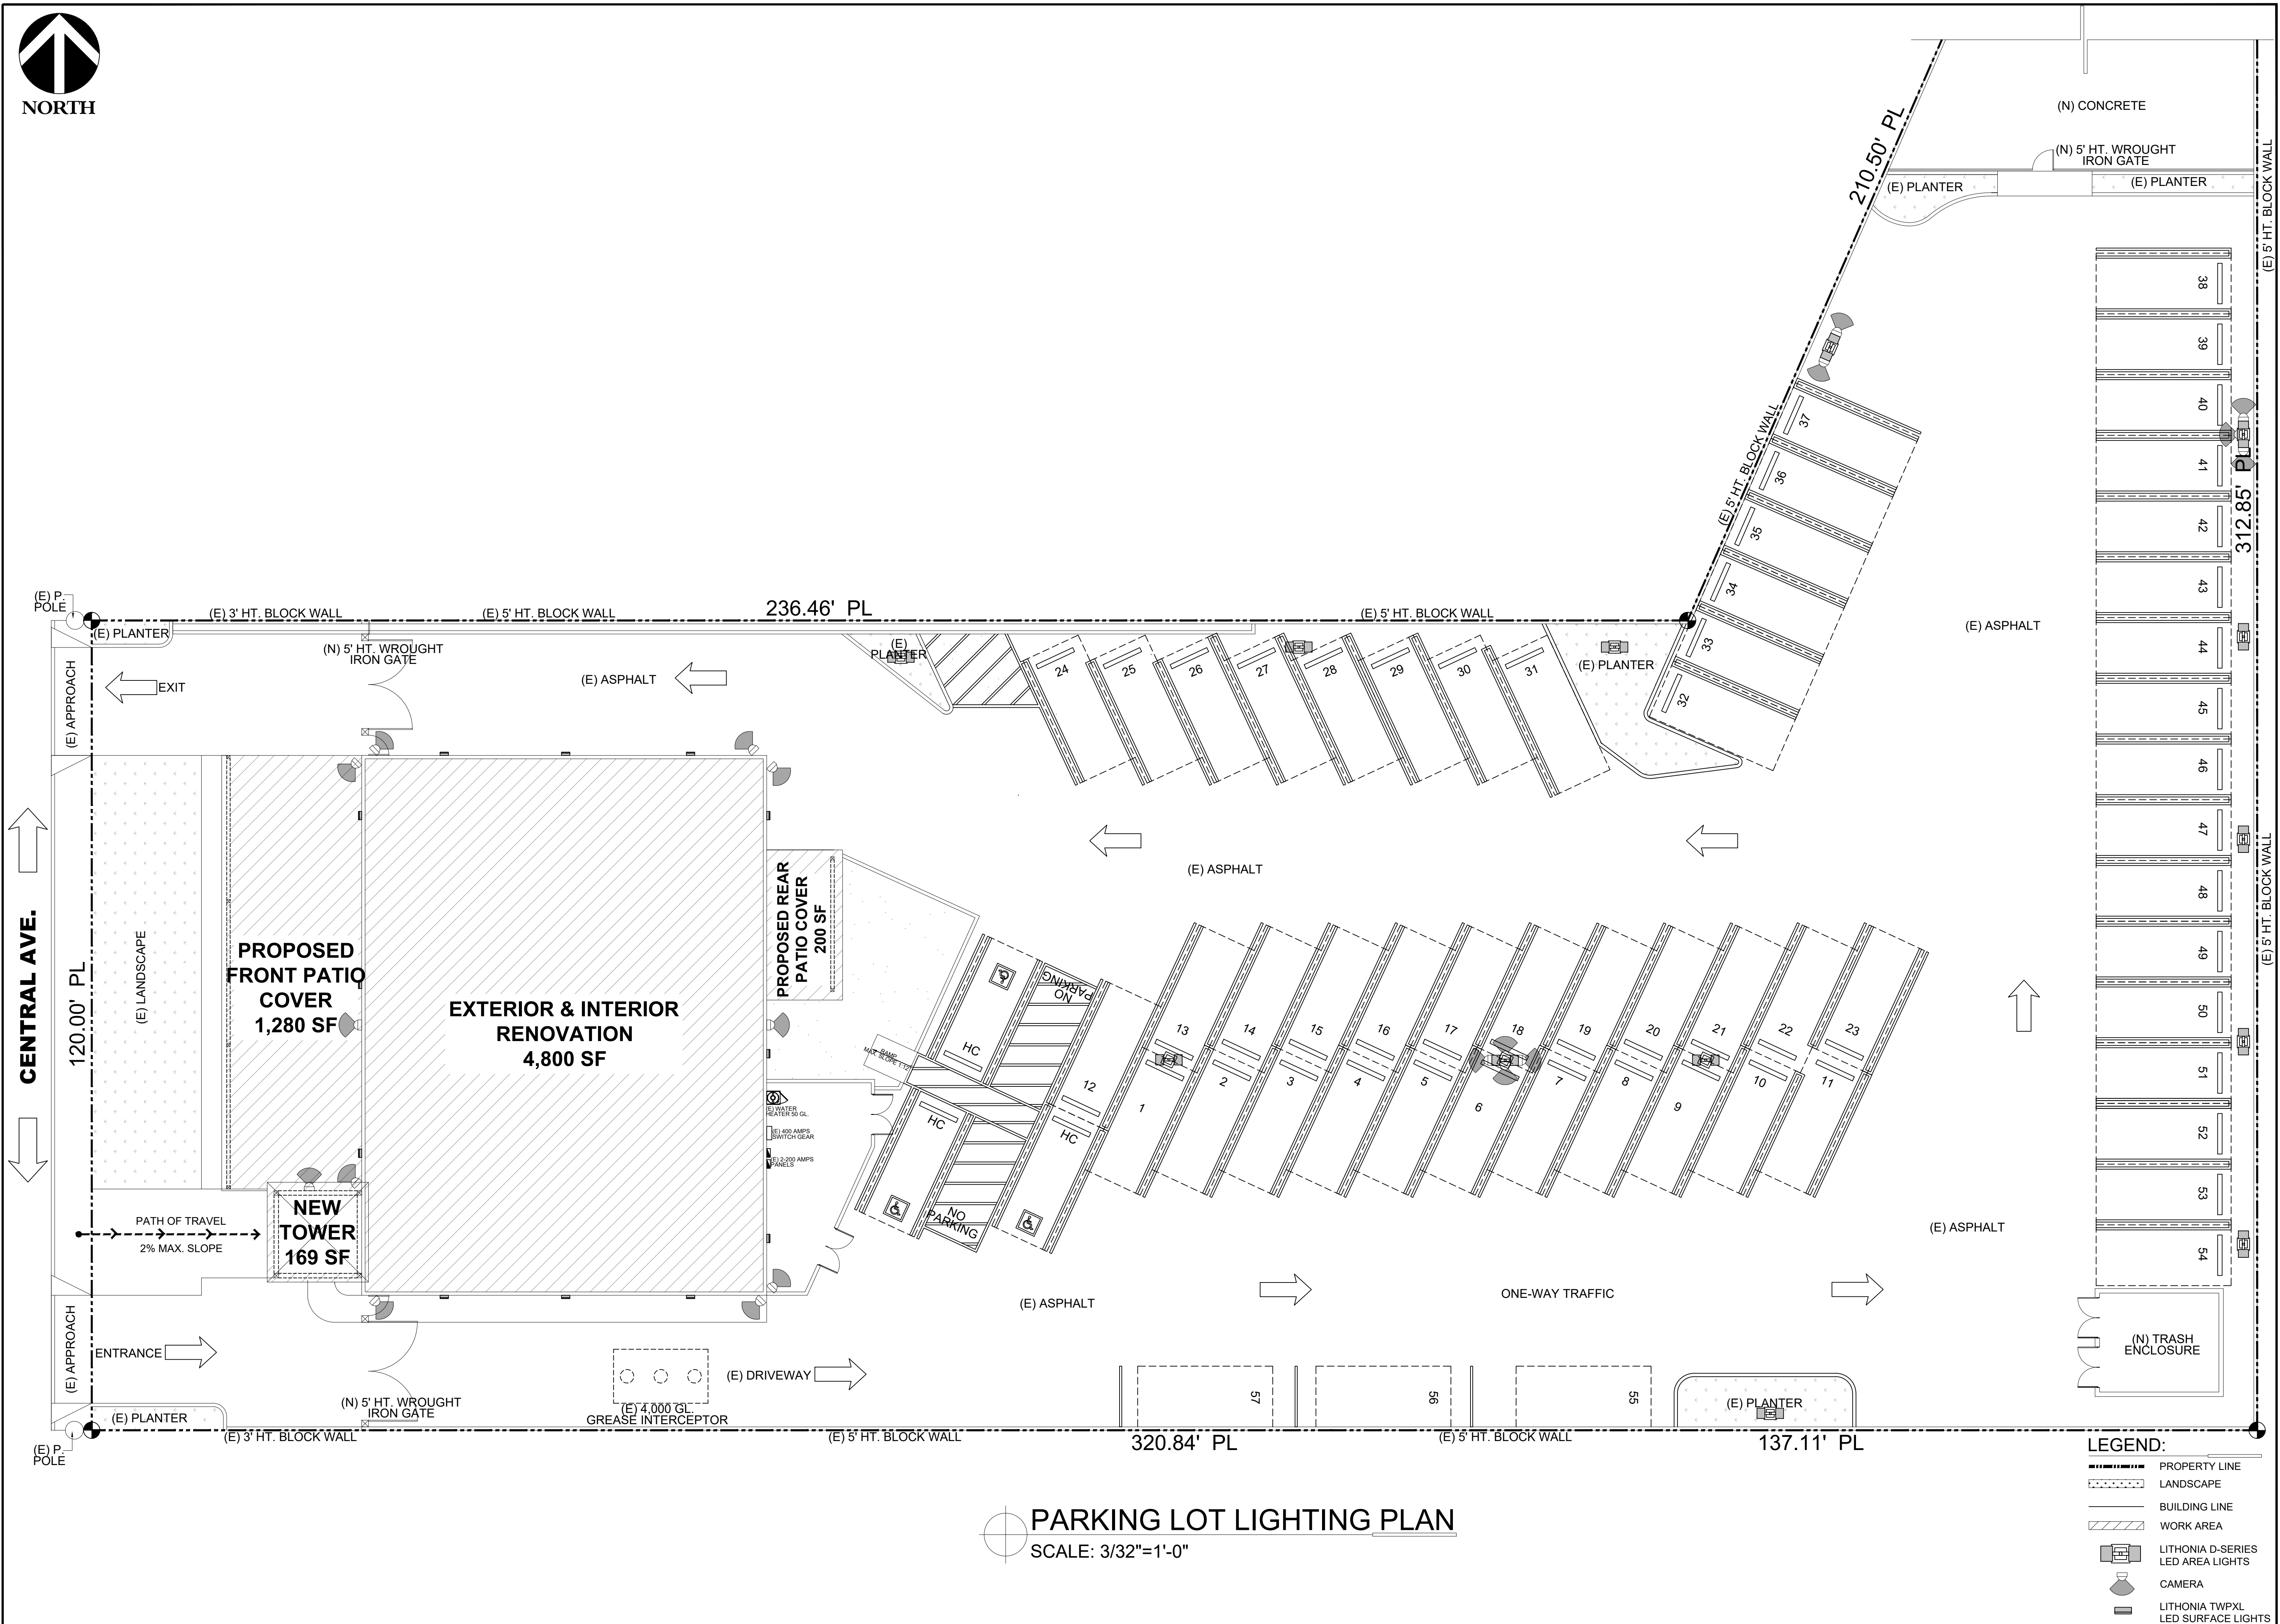 NORTH
(N) CONCRETE
(N) 5' HT. WROUGHT
IRON GATE
(E) PLANTER
(E) PLANTER
210.50' PL
(E) 5' HT. BLOCK WALL
38
39
40
41
42
43
44
45
46
47
48
49
50
51
52
53
54
312.85' PL
(E) 5' HT. BLOCK WALL
37
36
35
34
33
32
(E) 5' HT. BLOCK WALL
(E) P.
POLE
(E) PLANTER
(E) 3' HT. BLOCK WALL
(E) 5' HT. BLOCK WALL
236.46' PL
(E) 5' HT. BLOCK WALL
(N) 5' HT. WROUGHT
IRON GATE
(E) APPROACH
EXIT
(E) ASPHALT
(E)
PLANTER
24
25
26
27
28
29
30
31
(E) PLANTER
(E) ASPHALT
CENTRAL AVE.
120.00' PL
(E) LANDSCAPE
PROPOSED
FRONT PATIO
COVER
1,280 SF
EXTERIOR & INTERIOR
RENOVATION
4,800 SF
PROPOSED REAR
PATIO COVER
200 SF
(E) ASPHALT
RAMP
MAX. SLOPE 1:12
HC
NO
PARKING
HC
HC
NO
PARKING
12
13
14
15
16
17
18
19
20
21
22
23
1
2
3
4
5
6
7
8
9
10
11
(E) WATER
HEATER 50 GL.
(E) 400 AMPS
SWITCH GEAR
(E) 2-200 AMPS
PANELS
NEW
TOWER
169 SF
PATH OF TRAVEL
2% MAX. SLOPE
(E) ASPHALT
ONE-WAY TRAFFIC
(E) ASPHALT
(E) APPROACH
ENTRANCE
(N) 5' HT. WROUGHT
IRON GATE
(E) DRIVEWAY
(E) 4,000 GL.
GREASE INTERCEPTOR
57
56
55
(E) PLANTER
(N) TRASH
ENCLOSURE
(E) PLANTER
(E) P.
POLE
(E) 3' HT. BLOCK WALL
(E) 5' HT. BLOCK WALL
320.84' PL
(E) 5' HT. BLOCK WALL
137.11' PL
PARKING LOT LIGHTING PLAN
SCALE: 3/32"=1'-0"
LEGEND:
PROPERTY LINE
LANDSCAPE
BUILDING LINE
WORK AREA
LITHONIA D-SERIES
LED AREA LIGHTS
CAMERA
LITHONIA TWPXL
LED SURFACE LIGHTS